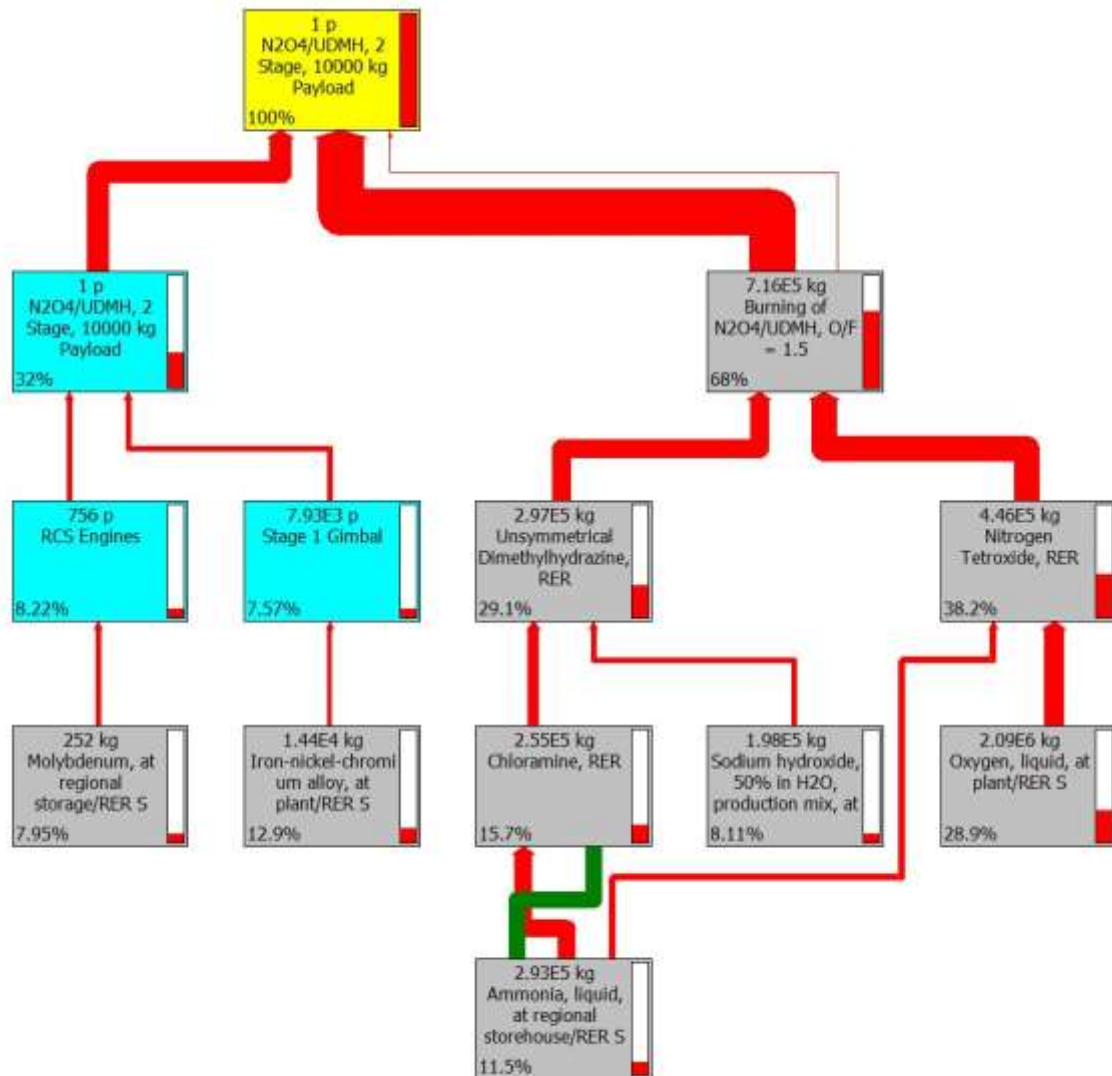 1 p
N2O4/UDMH, 2
Stage, 10000 kg
Payload
100%
1 p
N2O4/UDMH, 2
Stage, 10000 kg
Payload
32%
7.16E5 kg
Burning of
N2O4/UDMH, O/F
= 1.5
68%
756 p
RCS Engines
8.22%
7.93E3 p
Stage 1 Gimbal
7.57%
2.97E5 kg
Unsymmetrical
Dimethylhydrazine,
RER
29.1%
4.46E5 kg
Nitrogen
Tetroxide, RER
38.2%
252 kg
Molybdenum, at
regional
storage/RER S
7.95%
1.44E4 kg
Iron-nickel-chromi
um alloy, at
plant/RER S
12.9%
2.55E5 kg
Chloramine, RER
15.7%
1.98E5 kg
Sodium hydroxide,
50% in H2O,
production mix, at
8.11%
2.09E6 kg
Oxygen, liquid, at
plant/RER S
28.9%
2.93E5 kg
Ammonia, liquid,
at regional
storehouse/RER S
11.5%